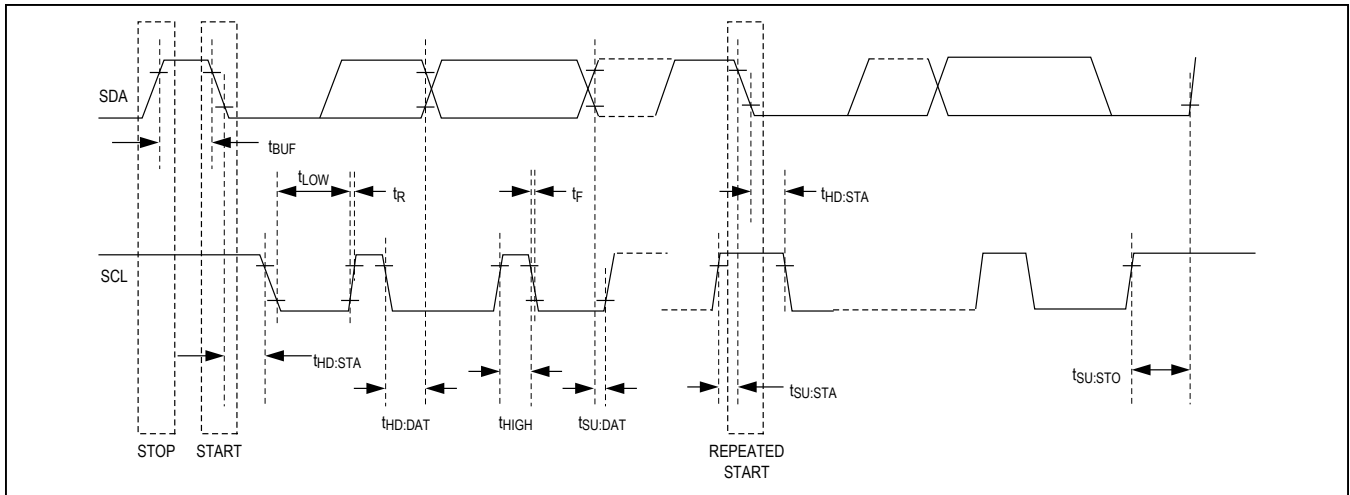 SDA
tBUF
tLOW
tR
tF
tHD:STA
SCL
tHD:STA
tHD:DAT
tHIGH
tSU:DAT
tSU:STA
tSU:STO
STOP
START
REPEATED
START